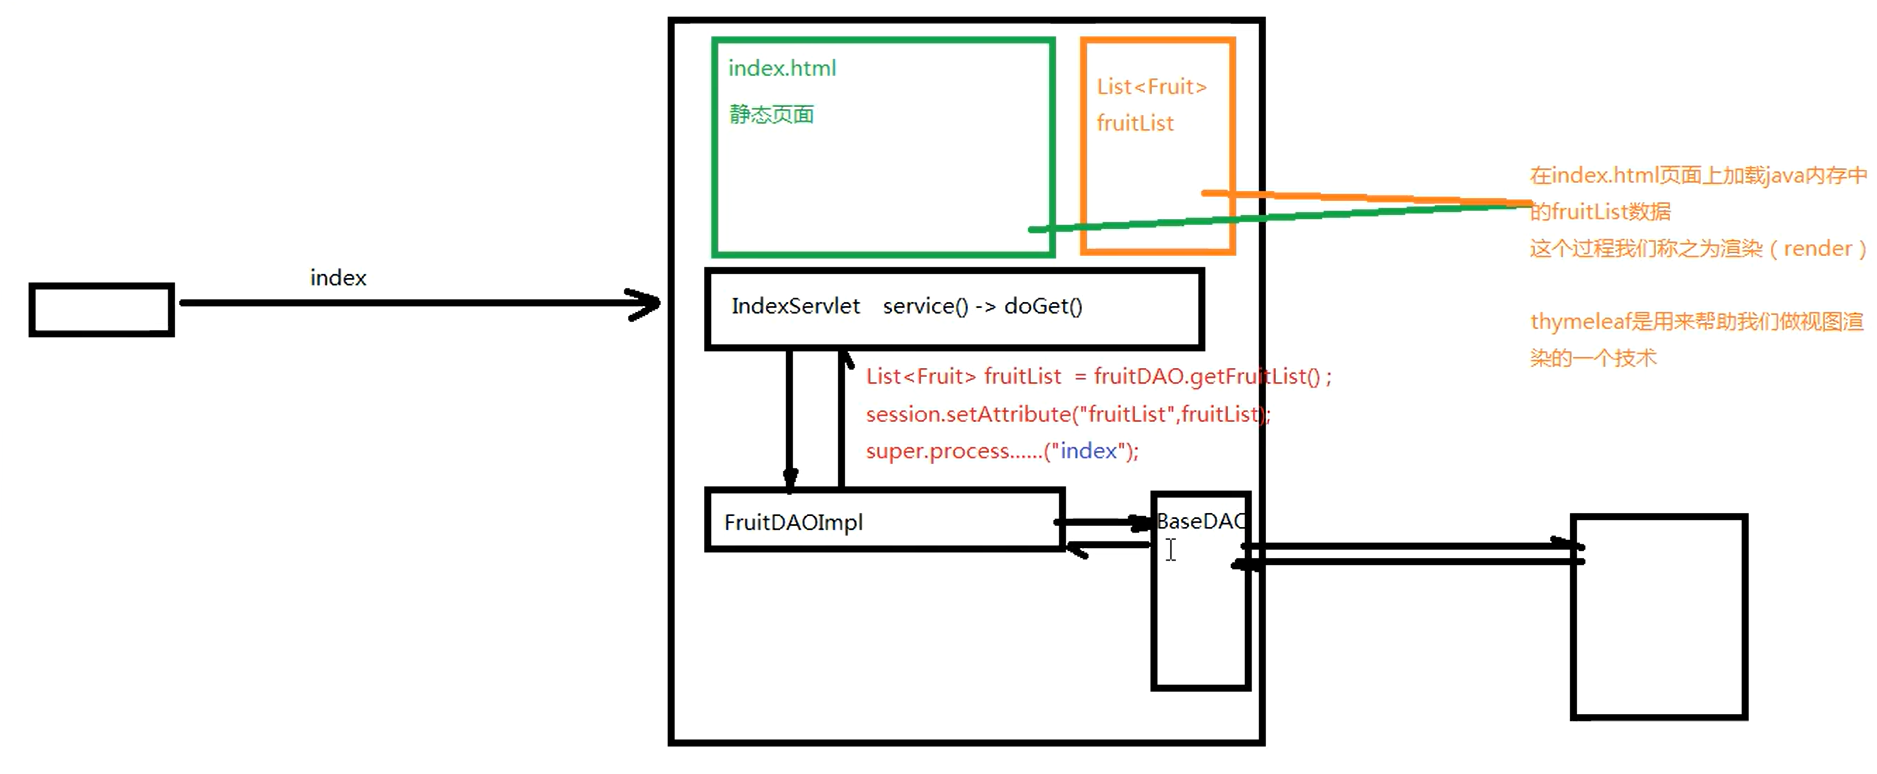 index.html
静态页面
List<Fruit>
fruitList
在index.html页面上加载java内存中
的fruitList数据
这个过程我们称之为渲染（render）
thymeleaf是用来帮助我们做视图渲
染的一个技术
index
IndexServlet service() -> doGet()
List<Fruit> fruitList = fruitDAO.getFruitList() ;
session.setAttribute("fruitList",fruitList);
super.process......("index");
FruitDAOImpl
BaseDAO